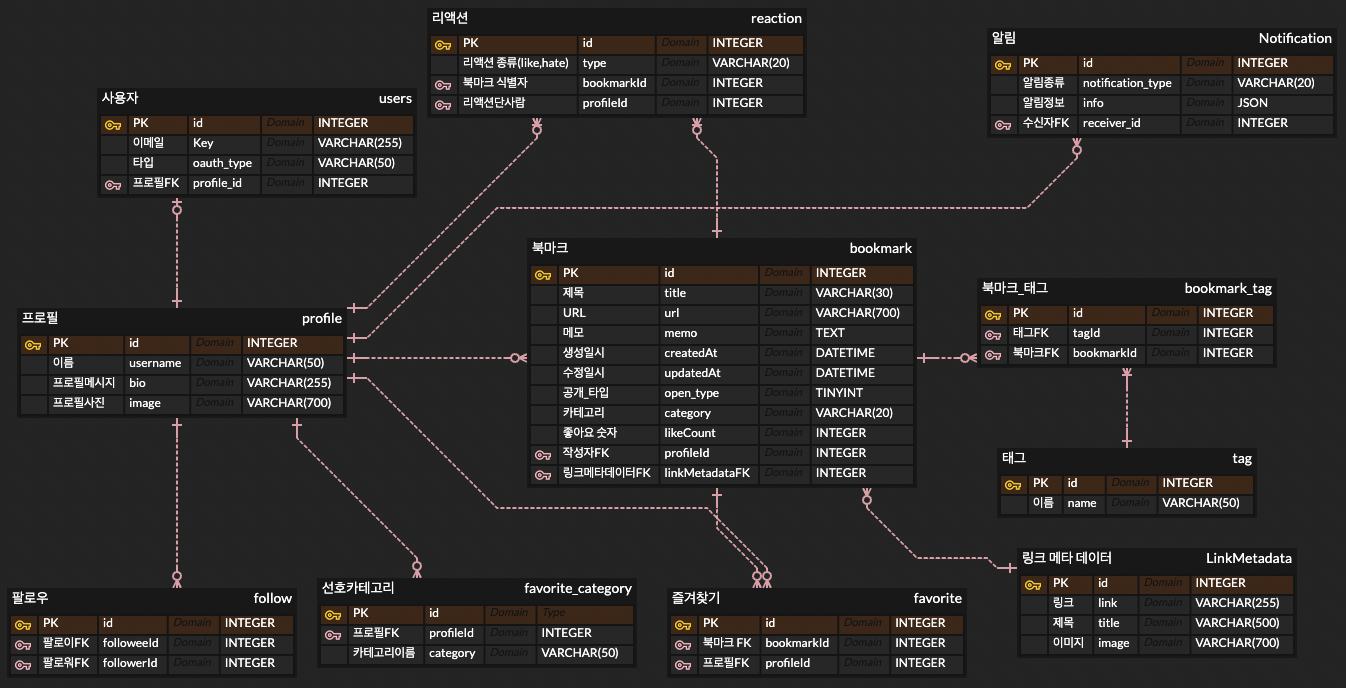 리액션 reaction
PK id Domain INTEGER
리액션 종류(like,hate) type Domain VARCHAR(20)
북마크 식별자 bookmarkId Domain INTEGER
리액션단사람 profileId Domain INTEGER
알림 Notification
PK id Domain INTEGER
알림종류 notification_type Domain VARCHAR(20)
알림정보 info Domain JSON
수신자FK receiver_id Domain INTEGER
사용자 users
PK id Domain INTEGER
이메일 Key Domain VARCHAR(255)
타입 oauth_type Domain VARCHAR(50)
프로필FK profile_id Domain INTEGER
북마크 bookmark
PK id Domain INTEGER
제목 title Domain VARCHAR(30)
URL url Domain VARCHAR(700)
메모 memo Domain TEXT
생성일시 createdAt Domain DATETIME
수정일시 updatedAt Domain DATETIME
공개_타입 open_type Domain TINYINT
카테고리 category Domain VARCHAR(20)
좋아요 숫자 likeCount Domain INTEGER
작성자FK profileId Domain INTEGER
링크메타데이터FK linkMetadataFK Domain INTEGER
북마크_태그 bookmark_tag
PK id Domain INTEGER
태그FK tagId Domain INTEGER
북마크FK bookmarkId Domain INTEGER
프로필 profile
PK id Domain INTEGER
이름 username Domain VARCHAR(50)
프로필메시지 bio Domain VARCHAR(255)
프로필사진 image Domain VARCHAR(700)
태그 tag
PK id Domain INTEGER
이름 name Domain VARCHAR(50)
링크 메타 데이터 LinkMetadata
PK id Domain INTEGER
링크 link Domain VARCHAR(255)
제목 title Domain VARCHAR(500)
이미지 image Domain VARCHAR(700)
팔로우 follow
PK id Domain INTEGER
팔로이FK followeeId Domain INTEGER
팔로워FK followerId Domain INTEGER
선호카테고리 favorite_category
PK id Domain Type
프로필FK profileId Domain INTEGER
카테고리이름 category Domain VARCHAR(50)
즐겨찾기 favorite
PK id Domain INTEGER
북마크 FK bookmarkId Domain INTEGER
프로필FK profileId Domain INTEGER